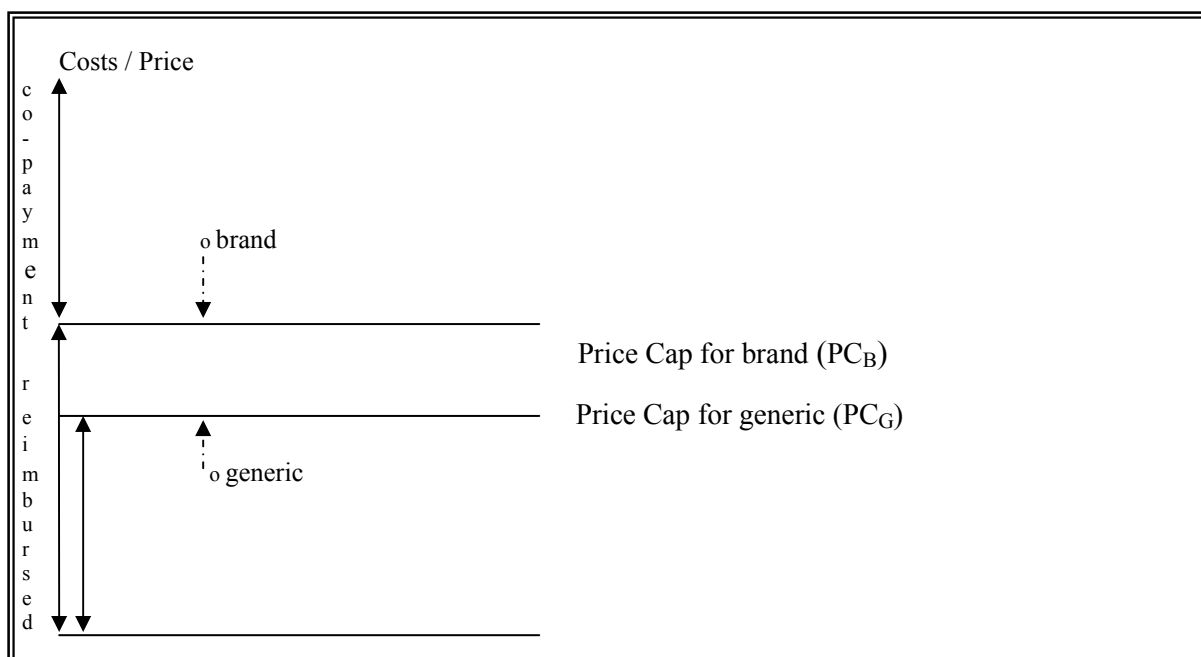 Costs / Price
co-payment
o brand
Price Cap for brand (PC_B)
reimbursed
Price Cap for generic (PC_G)
o generic